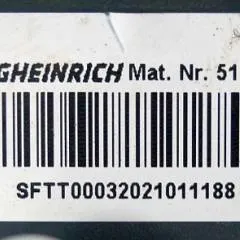 GHEINRICH Mat. Nr. 51
SFTT00032021011188